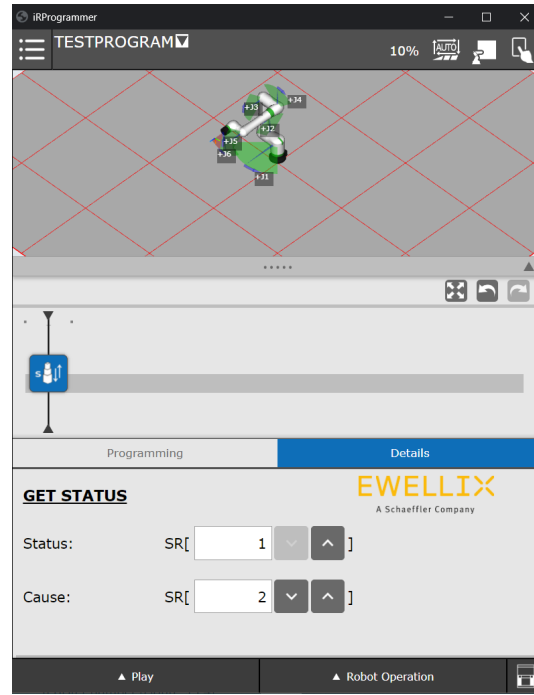 iRProgrammer
TESTPROGRAM
10% AUTO
+J4
+J3
+J2
+J5
+J6
+J1
S
Programming Details
GET STATUS
EWELLIX
A Schaeffler Company
Status: SR[ 1 ]
Cause: SR[ 2 ]
▲ Play ▲ Robot Operation